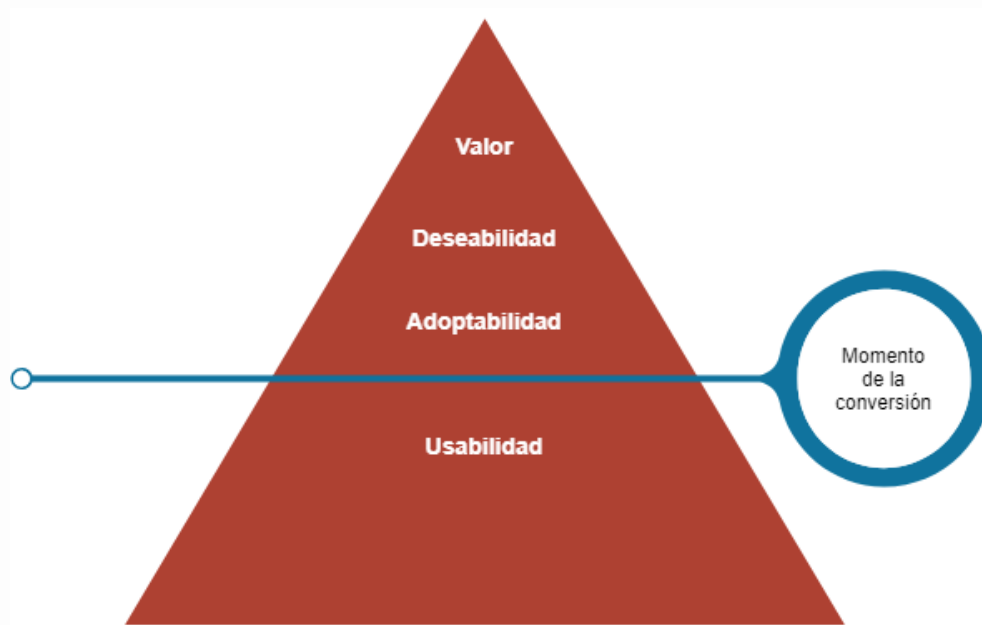 Valor
Deseabilidad
Adoptabilidad
Momento
de la
conversión
Usabilidad